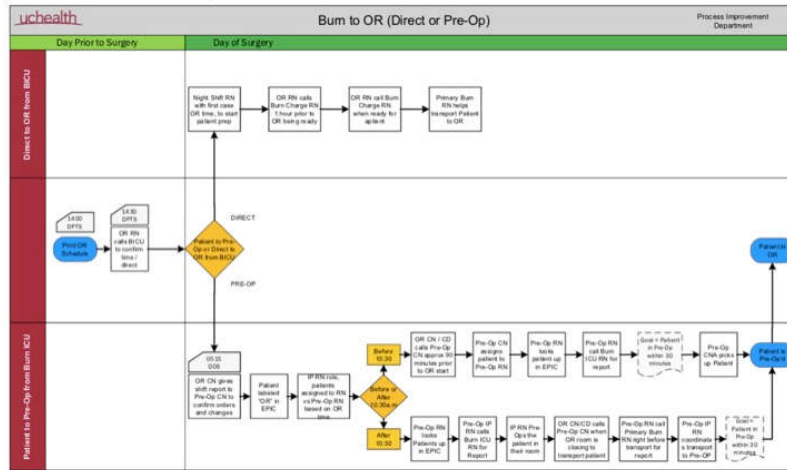 uchealth
Burn to OR (Direct or Pre-Op)
Process Improvement
Department
Day Prior to Surgery
Day of Surgery
Direct to OR from BICU
Night Shift RN
with first case
OR time, to start
patient prep
OR RN calls
Burn Charge RN
1 hour prior to
OR being ready
OR RN call Burn
Charge RN
when ready for
Primary Burn
RN helps
transport Patient
to OR
DIRECT
14:00
DPTS
Print OR
Schedule
14:30
DPTS
OR RN
calls BICU
to confirm
time /
direct
Patient to Pre-
Op or Direct to
OR from BICU
PRE-OP
Patient in
OR
Patient to Pre-Op from Burn ICU
05:15
DOS
OR CN gives
shift report to
Pre-Op CN to
confirm orders
and changes
Patient
labeled
"OR" in
EPIC
IP RN role,
patients
assigned to RN
vs Pre-Op RN
based on OR
time
Before or
After
10:30a.m
Before
10:30
OR CN / CD
calls Pre-Op
CN approx 90
minutes prior
to OR start
Pre-Op CN
assigns
patient to
Pre-Op RN
Pre-Op RN
looks
patient up
in EPIC
Pre-Op RN
call Burn
ICU RN for
report
Goal = Patient
in Pre-Op
within 30
minutes
Pre-Op
CNA picks
up Patient
Patient is
Pre-Op'd
After
10:30
Pre-Op RN
looks
Patients up
in EPIC
Pre-Op IP
RN calls
Burn ICU
RN for
Report
IP RN Pre-
Ops the
patient in
their room
OR CN/CD calls
Pre-Op CN when
OR room is
closing to
transport patient
Pre-Op RN call
Primary Burn
RN right before
transport for
report
Pre-Op IP
RN
coordinate
s transport
to Pre-OP
Goal =
Patient in
Pre-Op
within 30
minutes